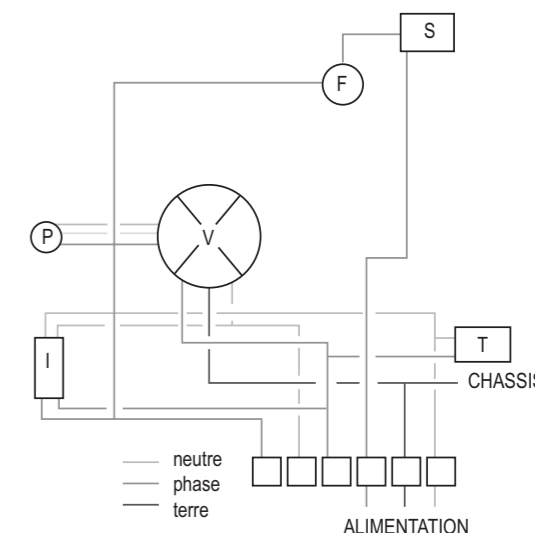 S
F
P
V
I
T
CHASSIS
neutre
phase
terre
ALIMENTATION